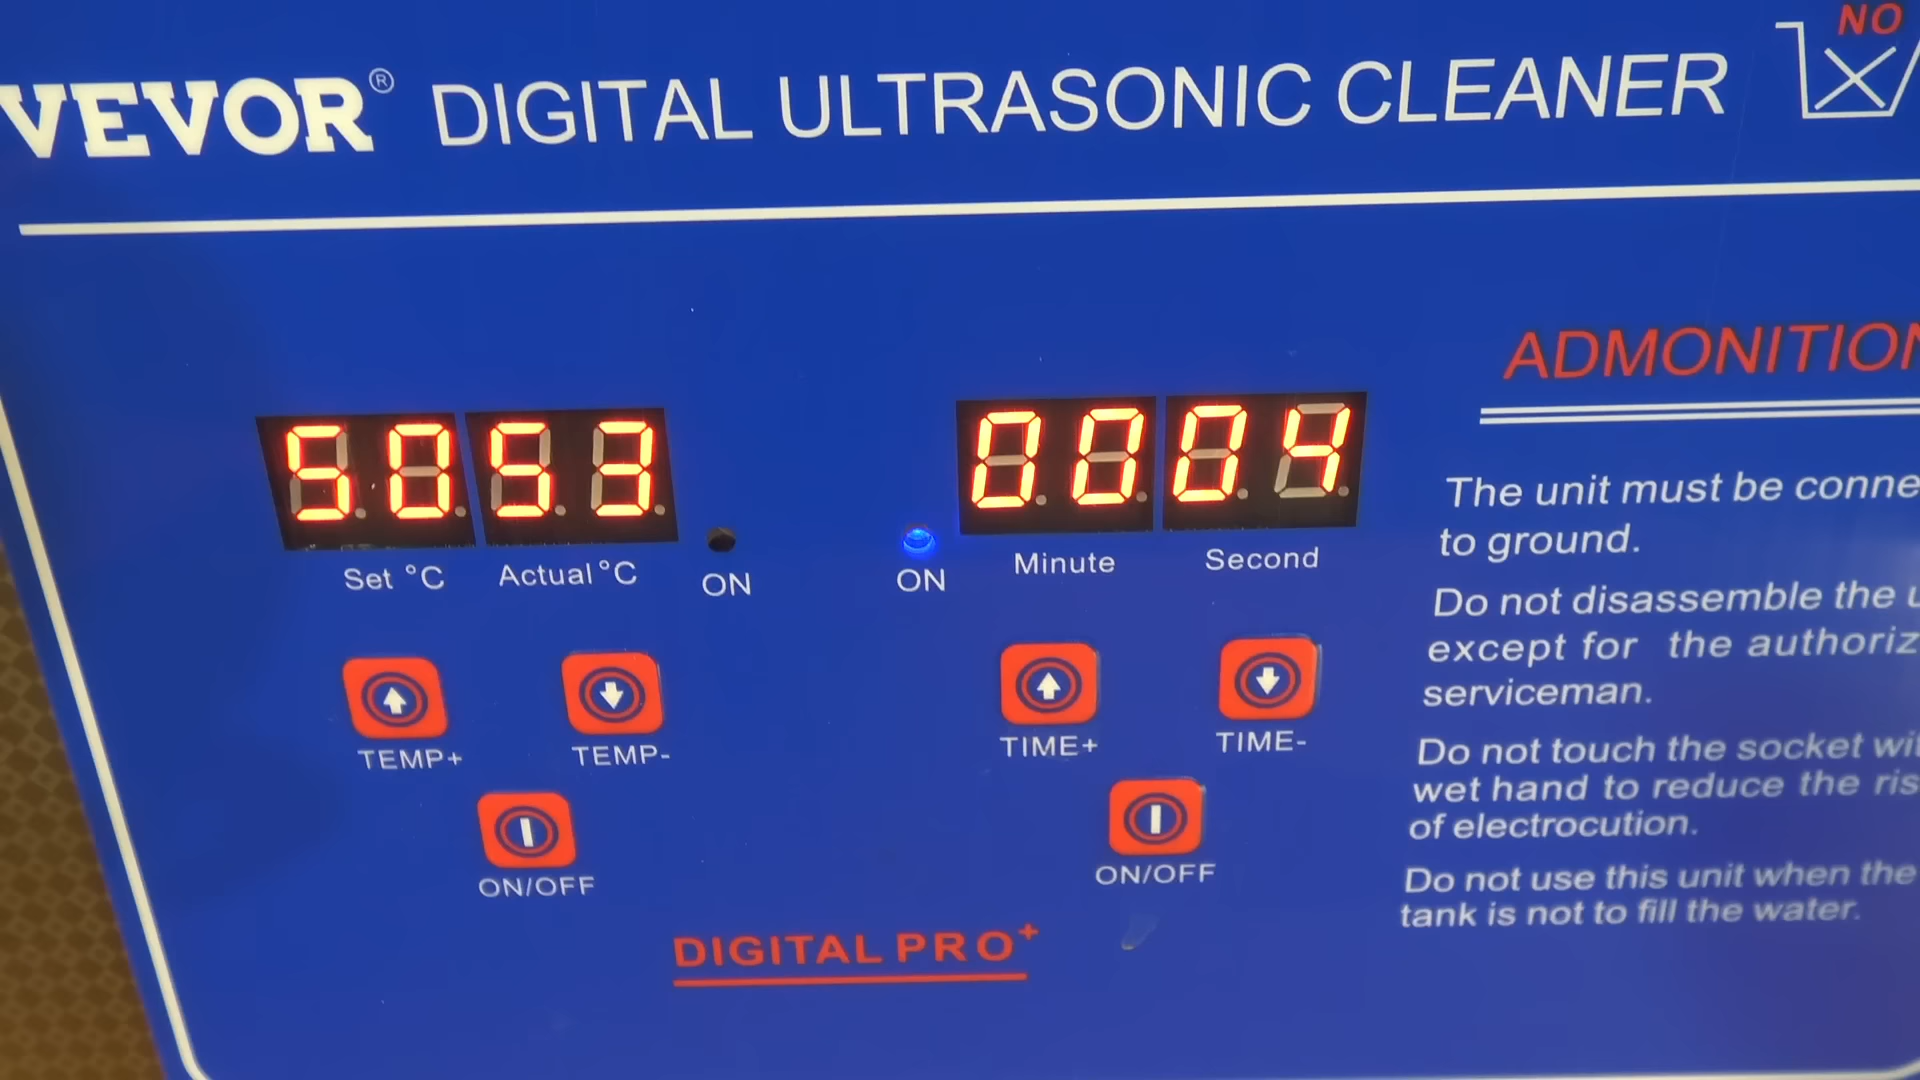 NO
VEVOR® DIGITAL ULTRASONIC CLEANER
50 53
Set °C Actual °C ON
TEMP+ TEMP-
ON/OFF
00 04
ON Minute Second
TIME+ TIME-
ON/OFF
DIGITAL PRO+
ADMONITION
The unit must be conne
to ground.
Do not disassemble the u
except for the authoriz
serviceman.
Do not touch the socket wit
wet hand to reduce the ris
of electrocution.
Do not use this unit when the
tank is not to fill the water.